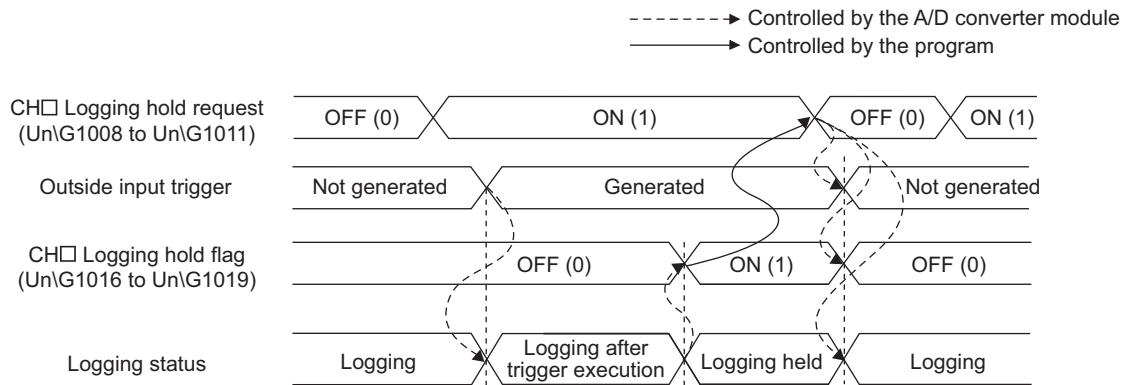 Controlled by the A/D converter module
Controlled by the program
CH□ Logging hold request
(Un\G1008 to Un\G1011)
OFF (0)
ON (1)
OFF (0)
ON (1)
Outside input trigger
Not generated
Generated
Not generated
CH□ Logging hold flag
(Un\G1016 to Un\G1019)
OFF (0)
ON (1)
OFF (0)
Logging status
Logging
Logging after
trigger execution
Logging held
Logging